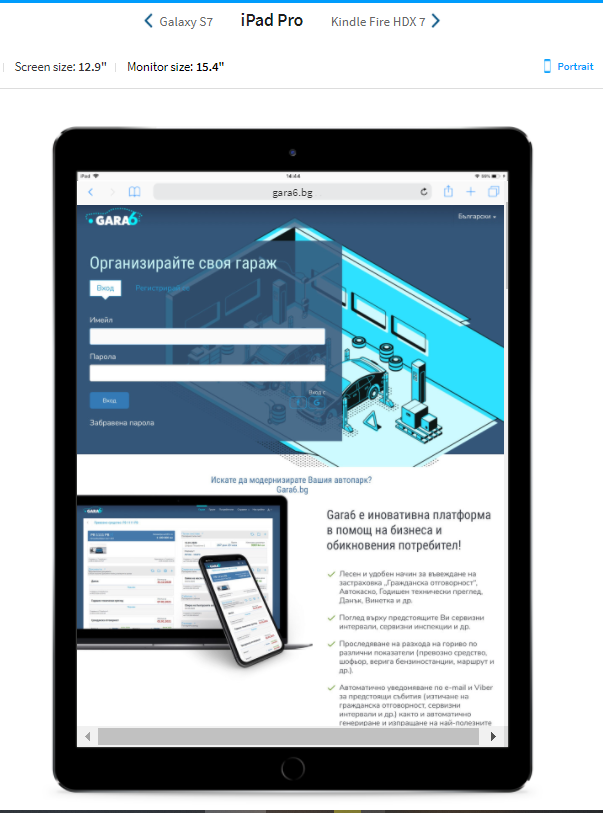 Galaxy S7
iPad Pro
Kindle Fire HDX 7
Screen size: 12.9"
Monitor size: 15.4"
Portrait
iPad
14:44
gara6.bg
GARA6
Български
Организирайте своя гараж
Вход
Регистрирай се
Имейл
Парола
Вход с
Вход
Забравена парола
Искате да модернизирате Вашия автопарк?
Gara6.bg
Gara6 е иновативна платформа
в помощ на бизнеса и
обикновения потребител!
Лесен и удобен начин за въвеждане на
застраховка „Гражданска отговорност",
Автокаско, Годишен технически преглед,
Данък, Винетка и др.
Поглед върху предстоящите Ви сервизни
интервали, сервизни инспекции и др.
Проследяване на разхода на гориво по
различни показатели (превозно средство,
шофьор, верига бензиностанции, маршрут и
др.).
Автоматично уведомяване по e-mail и Viber
за предстоящи събития (изтичане на
гражданска отговорност, сервизни
интервали и др.) както и автоматично
генериране и изпращане на най-полезните